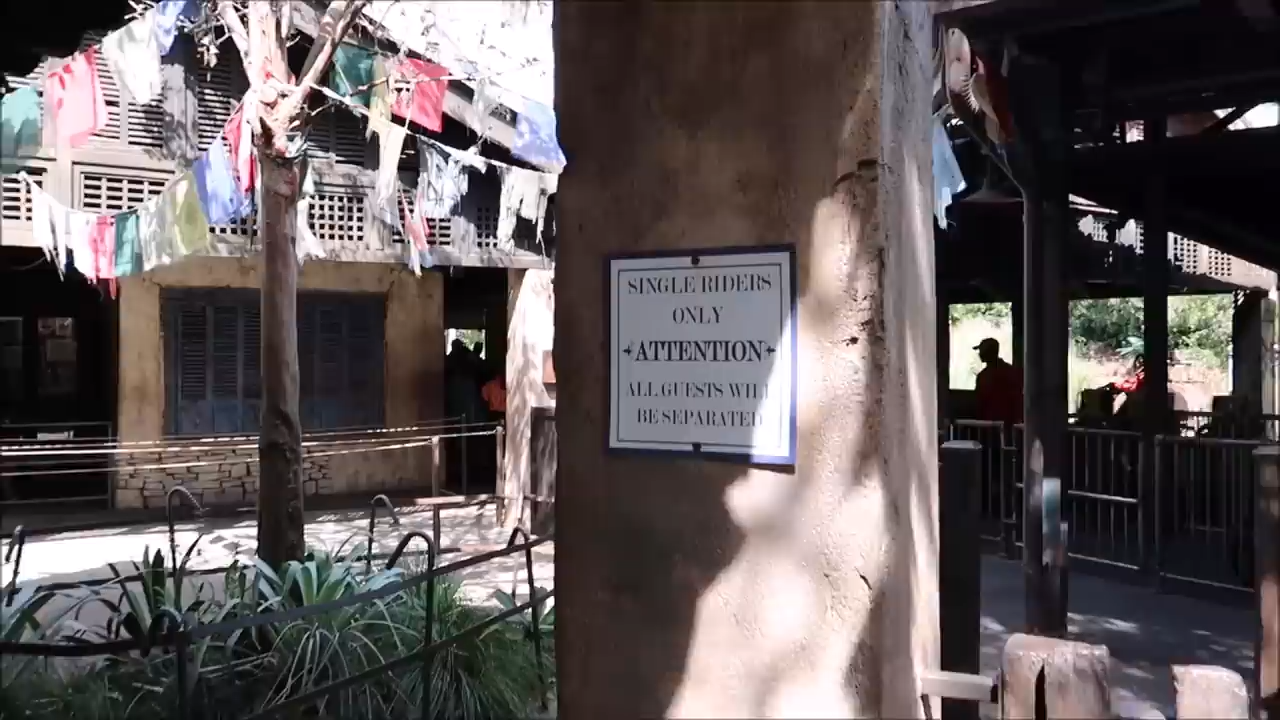 SINGLE RIDERS
ONLY
ATTENTION
ALL GUESTS WILL
BE SEPARATED